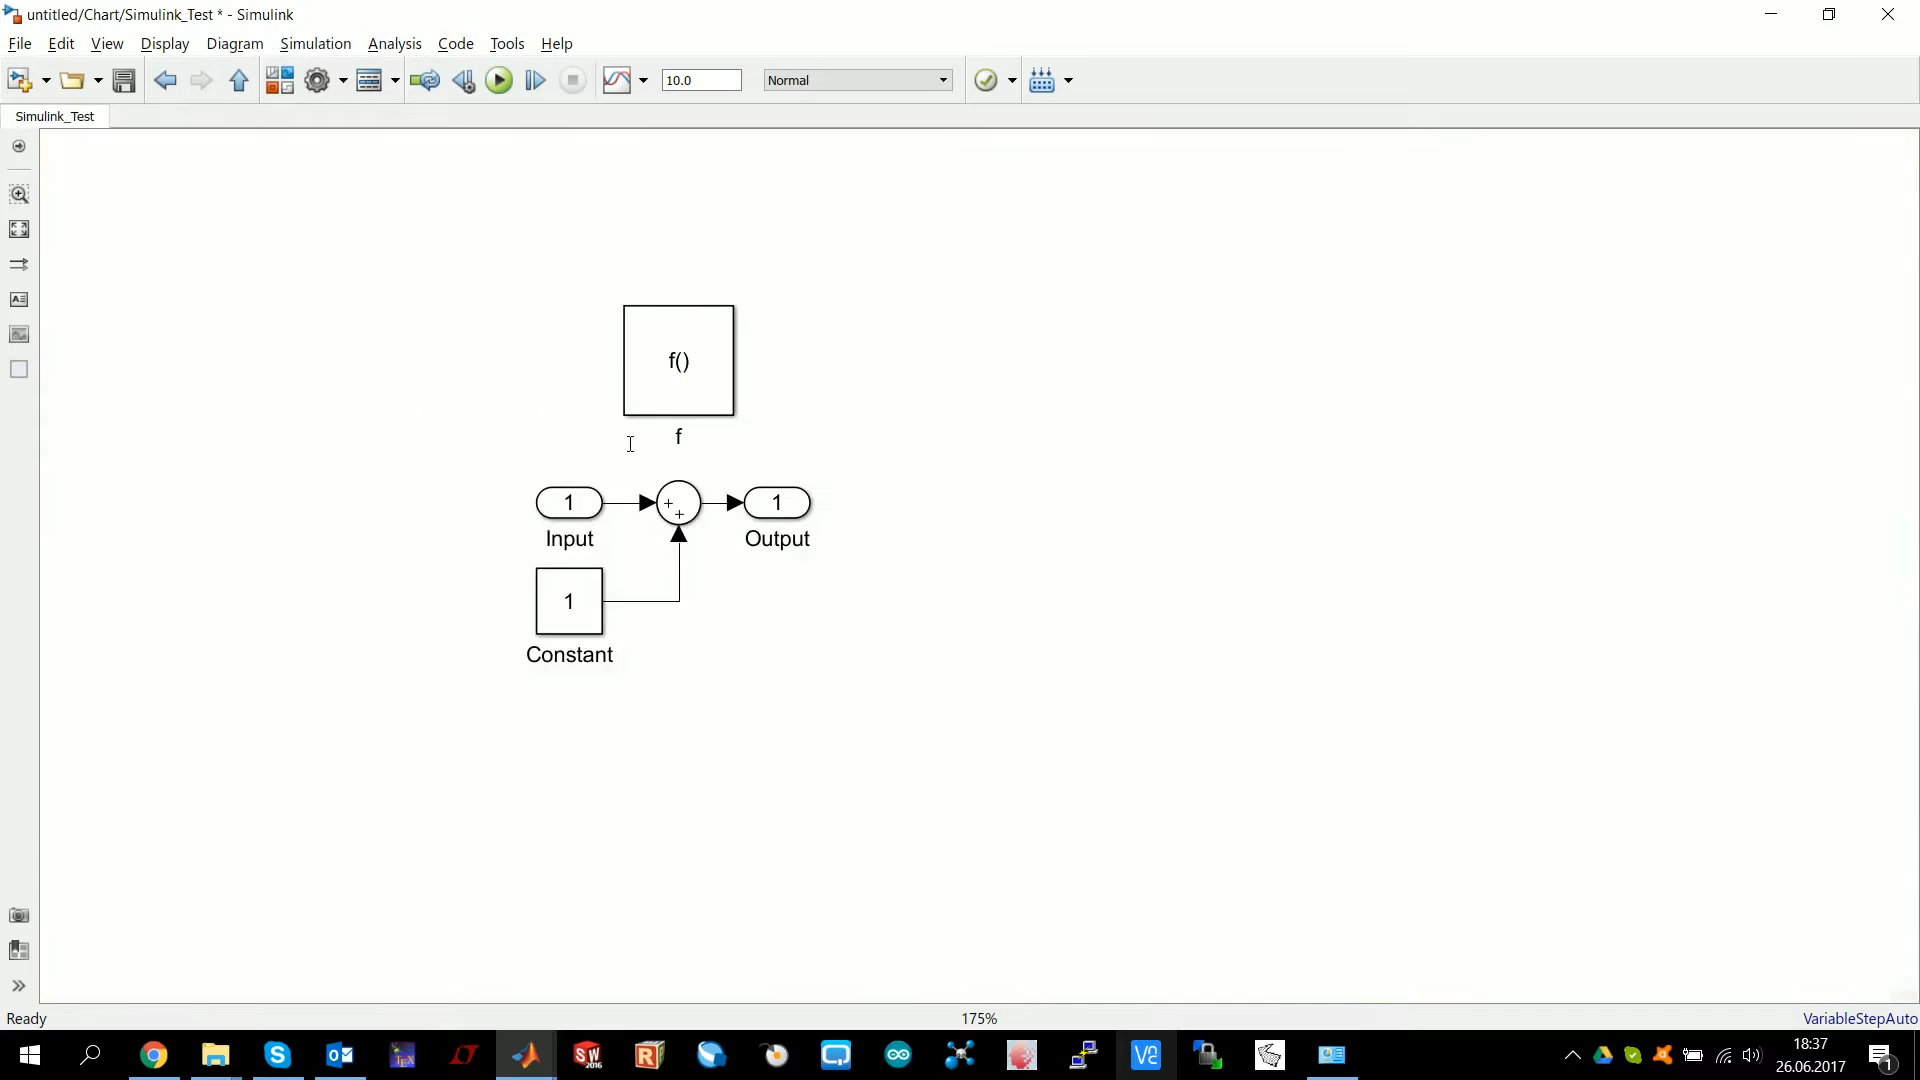 untitled/Chart/Simulink_Test * - Simulink
File Edit View Display Diagram Simulation Analysis Code Tools Help
10.0 Normal
Simulink_Test
f()
f
1 + + 1
Input Output
1
Constant
Ready 175% VariableStepAuto
18:37
26.06.2017
1